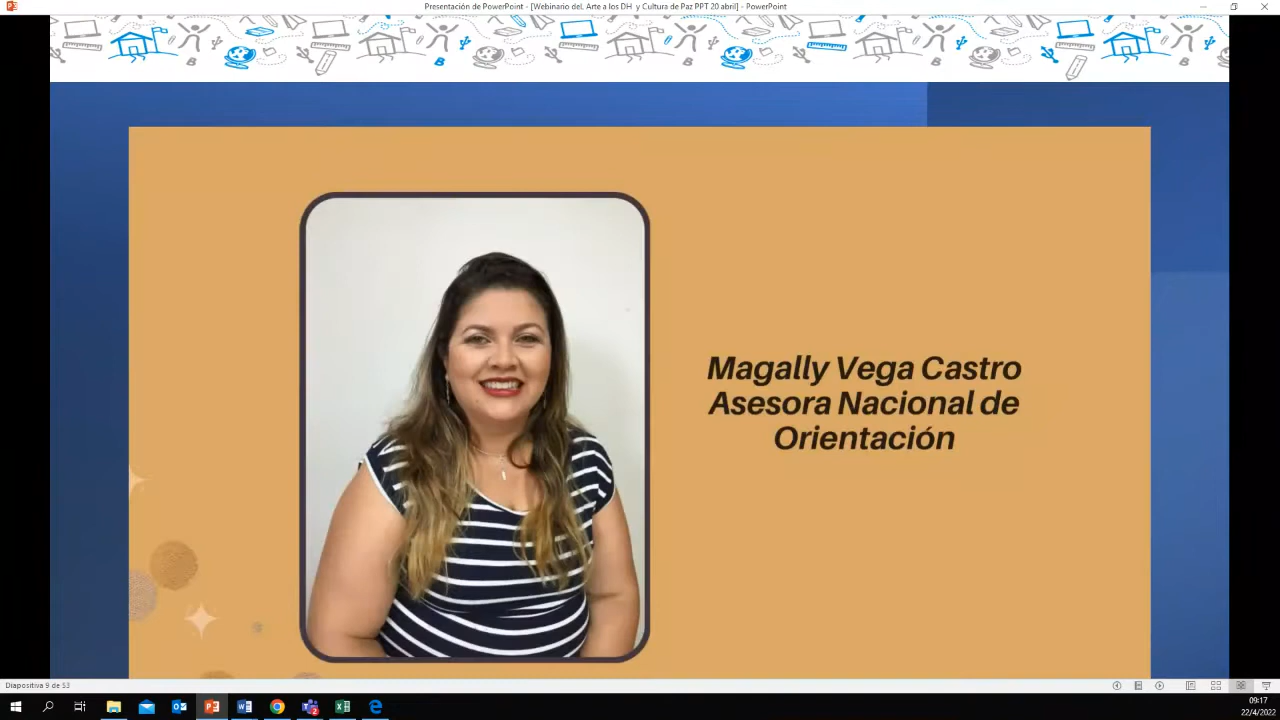 Presentación de PowerPoint - [Webinario del. Arte a los DH y Cultura de Paz PPT 20 abril] - PowerPoint
Magally Vega Castro
Asesora Nacional de
Orientación
Diapositiva 9 de 53
09:17
22/4/2022